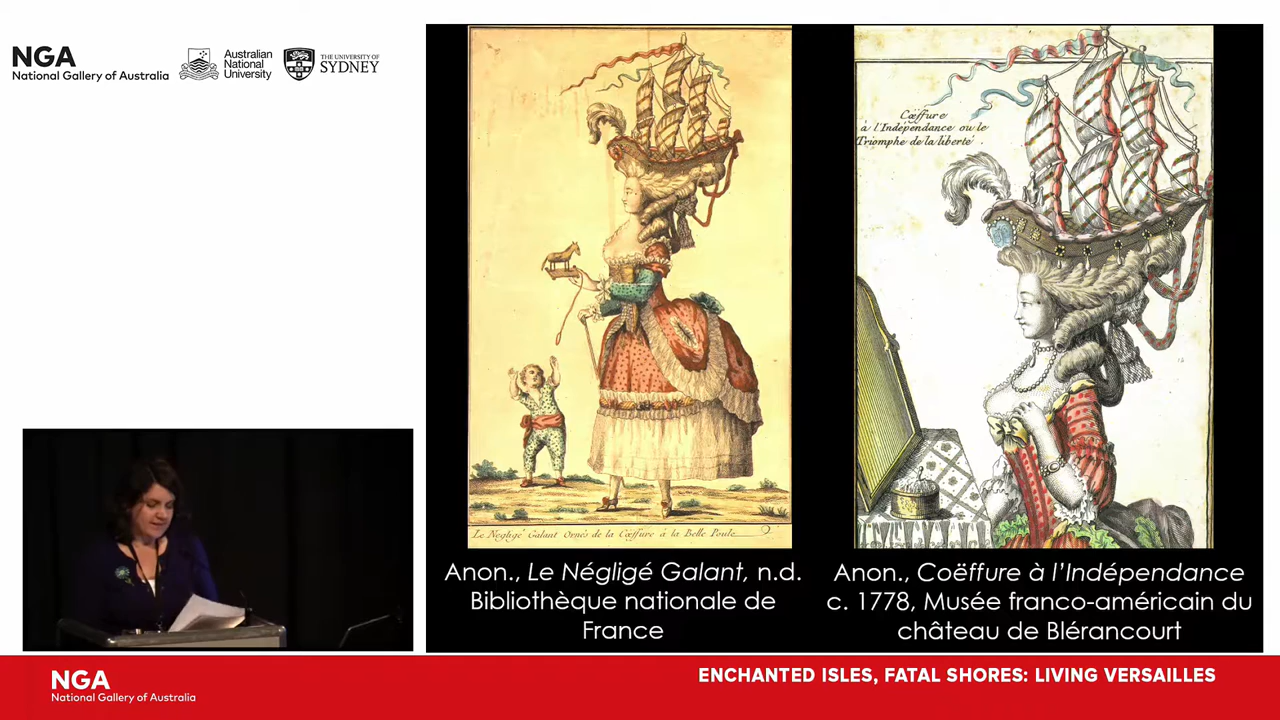 NGA
National Gallery of Australia
Australian
National
University
THE UNIVERSITY OF
SYDNEY
Le Negligé Galant Ornés de la Coëffure à la Belle Poule
Coëffure
à l'Indépendance ou le
Triomphe de la liberté .
Anon., Le Négligé Galant, n.d.
Bibliothèque nationale de
France
Anon., Coëffure à l'Indépendance
c. 1778, Musée franco-américain du
château de Blérancourt
NGA
National Gallery of Australia
ENCHANTED ISLES, FATAL SHORES: LIVING VERSAILLES